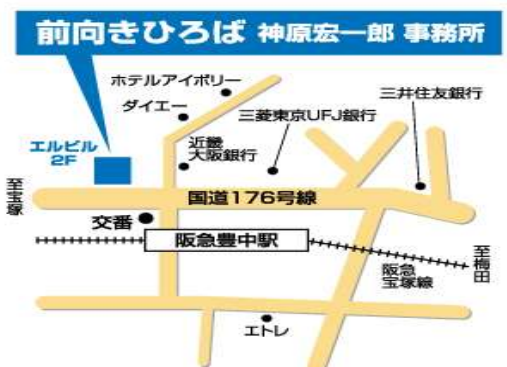 前向きひろば 神原宏一郎 事務所
ホテルアイボリー
ダイエー
三井住友銀行
三菱東京UFJ銀行
エルビル
2F
近畿
大阪銀行
至宝塚
国道176号線
交番
阪急豊中駅
至梅田
阪急
宝塚線
エトレ